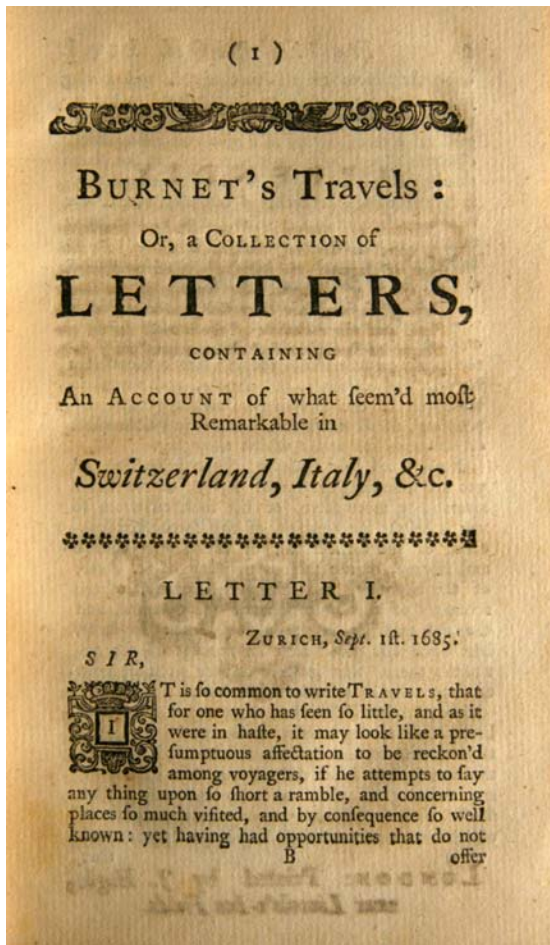 ( 1 )
BURNET's Travels :
Or, a COLLECTION of
LETTERS,
CONTAINING
An ACCOUNT of what ſeem'd moſt
Remarkable in
Switzerland, Italy, &c.
LETTER I.
ZURICH, Sept. 1ſt. 1685.
SIR,
IT is ſo common to write TRAVELS, that
for one who has ſeen ſo little, and as it
were in haſte, it may look like a pre-
ſumptuous affectation to be reckon'd
among voyagers, if he attempts to ſay
any thing upon ſo ſhort a ramble, and concerning
places ſo much viſited, and by conſequence ſo well
known : yet having had opportunities that do not
B offer